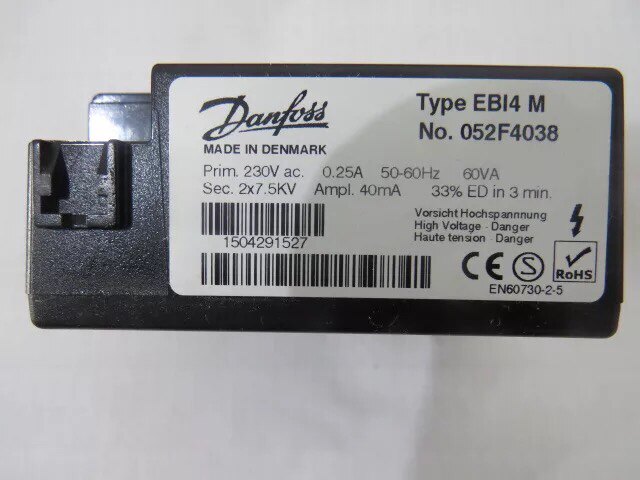 Danfoss
MADE IN DENMARK
Type EBI4 M
No. 052F4038
Prim. 230V ac. 0.25A 50-60Hz 60VA
Sec. 2x7.5KV Ampl. 40mA 33% ED in 3 min.
1504291527
Vorsicht Hochspannnung
High Voltage - Danger
Haute tension - Danger
CE S RoHS
EN60730-2-5